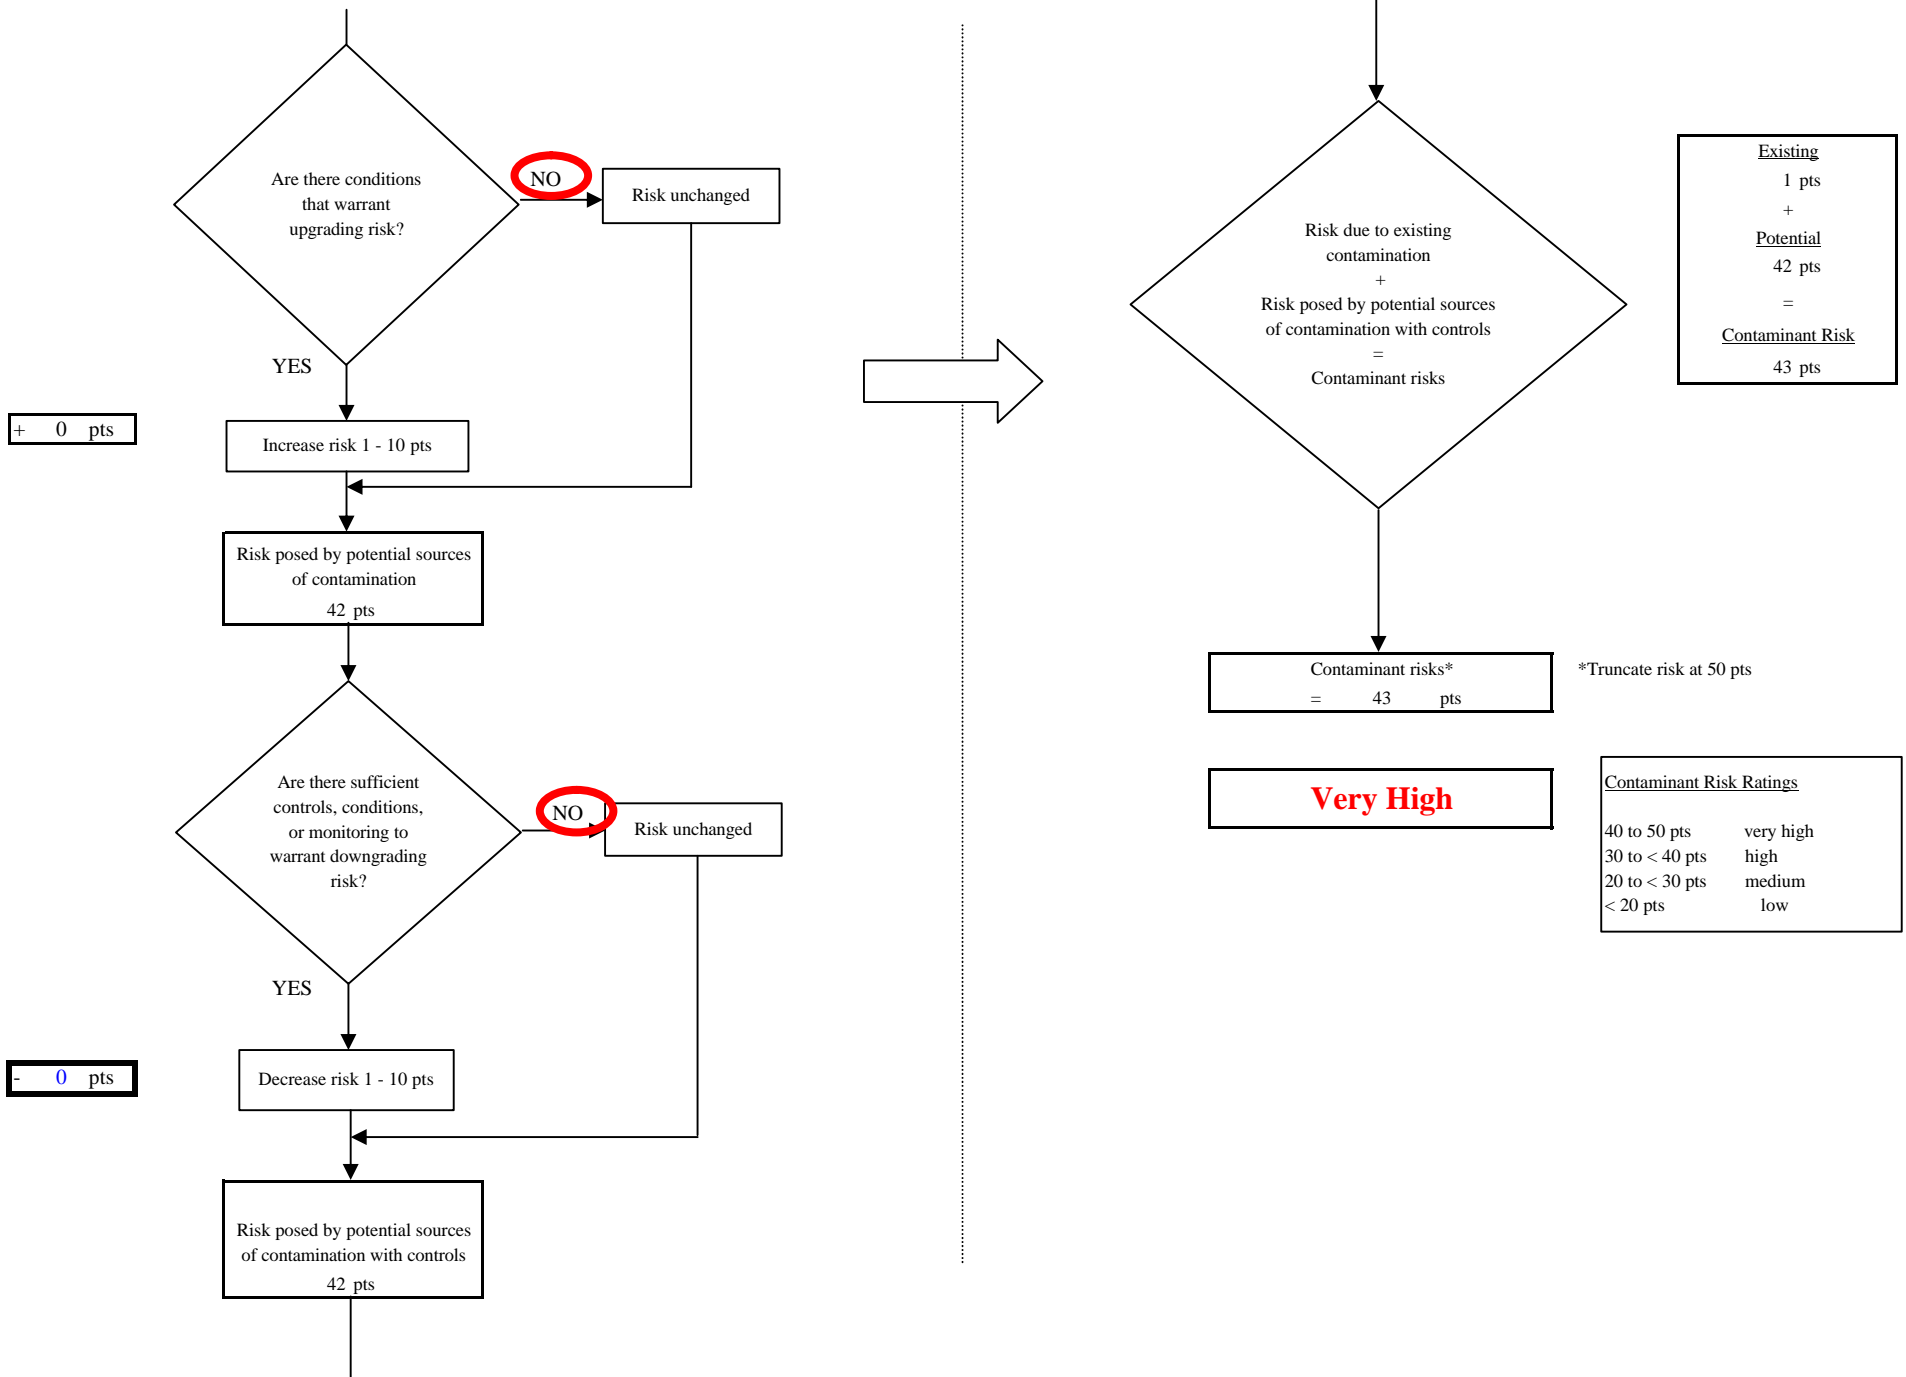 Are there conditions
that warrant
upgrading risk?
NO
Risk unchanged
YES
+ 0 pts
Increase risk 1 - 10 pts
Risk posed by potential sources
of contamination
42 pts
Are there sufficient
controls, conditions,
or monitoring to
warrant downgrading
risk?
NO
Risk unchanged
YES
- 0 pts
Decrease risk 1 - 10 pts
Risk posed by potential sources
of contamination with controls
42 pts
Risk due to existing
contamination
+
Risk posed by potential sources
of contamination with controls
=
Contaminant risks
Existing
1 pts
+
Potential
42 pts
=
Contaminant Risk
43 pts
Contaminant risks*
= 43 pts
*Truncate risk at 50 pts
Very High
Contaminant Risk Ratings
40 to 50 pts very high
30 to < 40 pts high
20 to < 30 pts medium
< 20 pts low